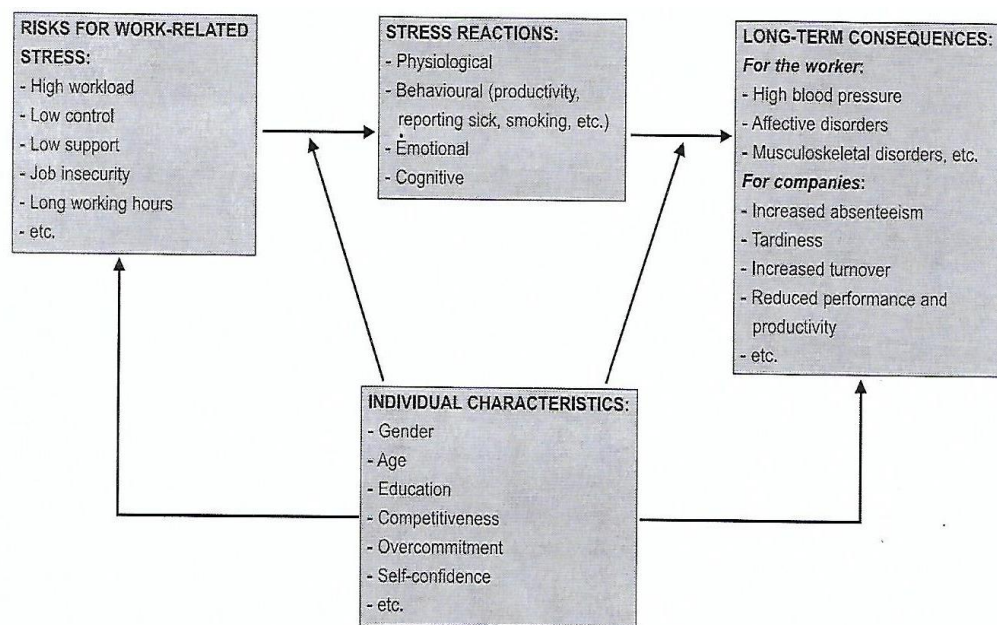 RISKS FOR WORK-RELATED
STRESS:
- High workload
- Low control
- Low support
- Job insecurity
- Long working hours
- etc.
STRESS REACTIONS:
- Physiological
- Behavioural (productivity,
reporting sick, smoking, etc.)
- Emotional
- Cognitive
LONG-TERM CONSEQUENCES:
For the worker:
- High blood pressure
- Affective disorders
- Musculoskeletal disorders, etc.
For companies:
- Increased absenteeism
- Tardiness
- Increased turnover
- Reduced performance and
productivity
- etc.
INDIVIDUAL CHARACTERISTICS:
- Gender
- Age
- Education
- Competitiveness
- Overcommitment
- Self-confidence
- etc.